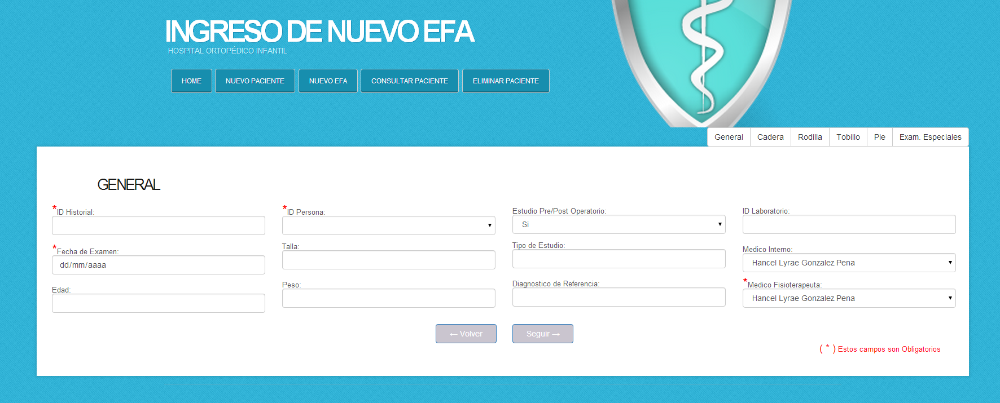 INGRESO DE NUEVO EFA
HOSPITAL ORTOPÉDICO INFANTIL
HOME NUEVO PACIENTE NUEVO EFA CONSULTAR PACIENTE ELIMINAR PACIENTE
General Cadera Rodilla Tobillo Pie Exam. Especiales
GENERAL
*ID Historial: *ID Persona: Estudio Pre/Post Operatorio: ID Laboratorio:
Si
*Fecha de Examen: Talla: Tipo de Estudio: Medico Interno:
dd/mm/aaaa Hancel Lyrae Gonzalez Pena
Edad: Peso: Diagnostico de Referencia: *Medico Fisioterapeuta:
Hancel Lyrae Gonzalez Pena
← Volver Seguir →
( * ) Estos campos son Obligatorios